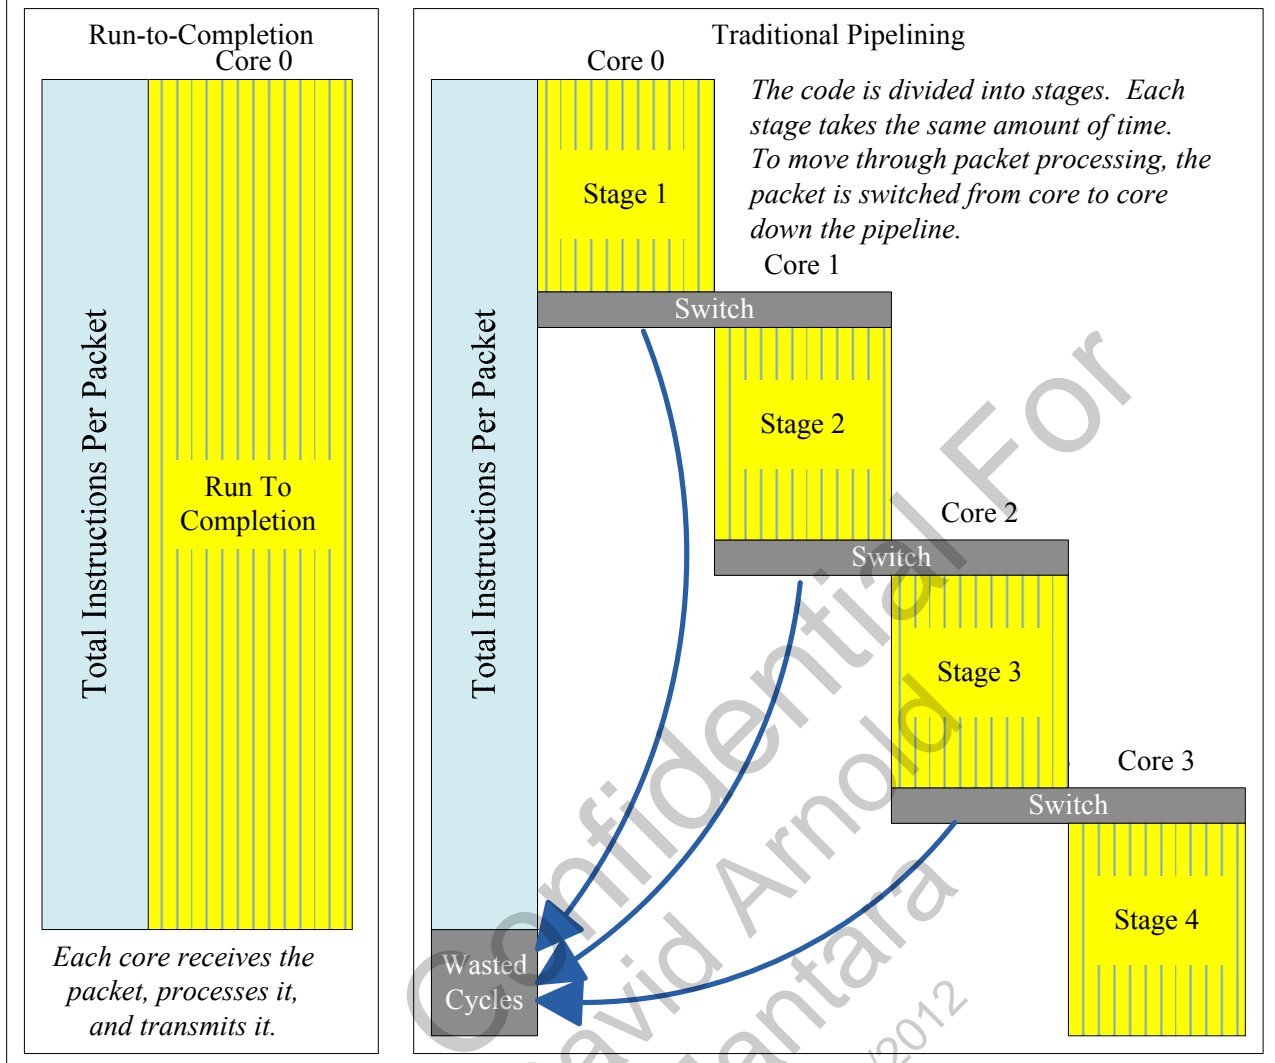 Run-to-Completion
Core 0
Total Instructions Per Packet
Run To
Completion
Each core receives the
packet, processes it,
and transmits it.
Traditional Pipelining
Core 0
The code is divided into stages.  Each
stage takes the same amount of time.
To move through packet processing, the
packet is switched from core to core
down the pipeline.
Total Instructions Per Packet
Stage 1
Core 1
Switch
Stage 2
Core 2
Switch
Stage 3
Core 3
Switch
Stage 4
Wasted
Cycles
Confidential For
David Arnold
/2012